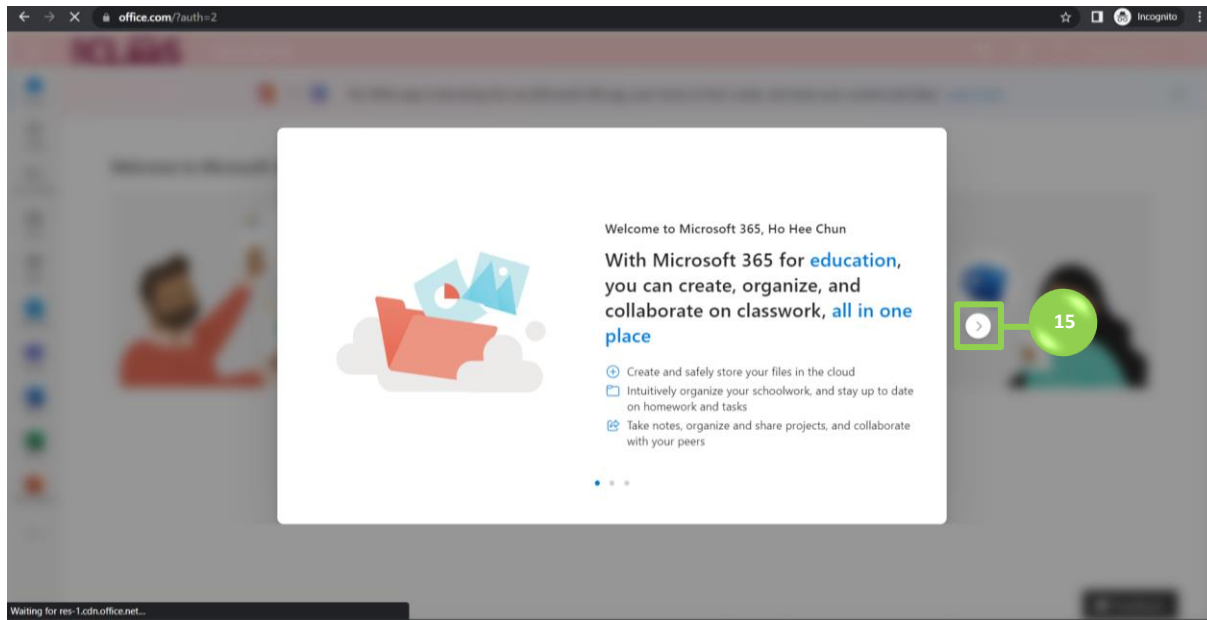 office.com/?auth=2
Incognito
Welcome to Microsoft 365, Ho Hee Chun
With Microsoft 365 for education,
you can create, organize, and
collaborate on classwork, all in one
place
15
Create and safely store your files in the cloud
Intuitively organize your schoolwork, and stay up to date
on homework and tasks
Take notes, organize and share projects, and collaborate
with your peers
Waiting for res-1.cdn.office.net...